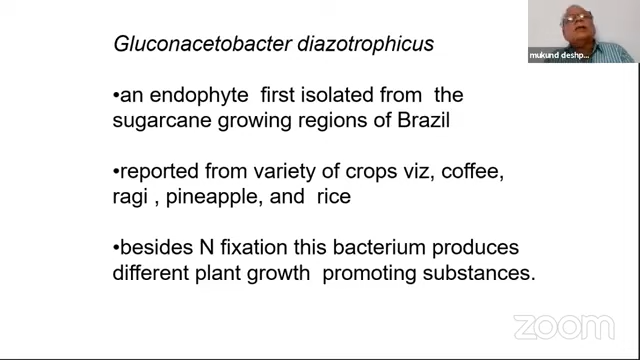 Gluconacetobacter diazotrophicus
•an endophyte first isolated from the
sugarcane growing regions of Brazil
•reported from variety of crops viz, coffee,
ragi , pineapple, and rice
•besides N fixation this bacterium produces
different plant growth promoting substances.
mukund deshp...
zoom